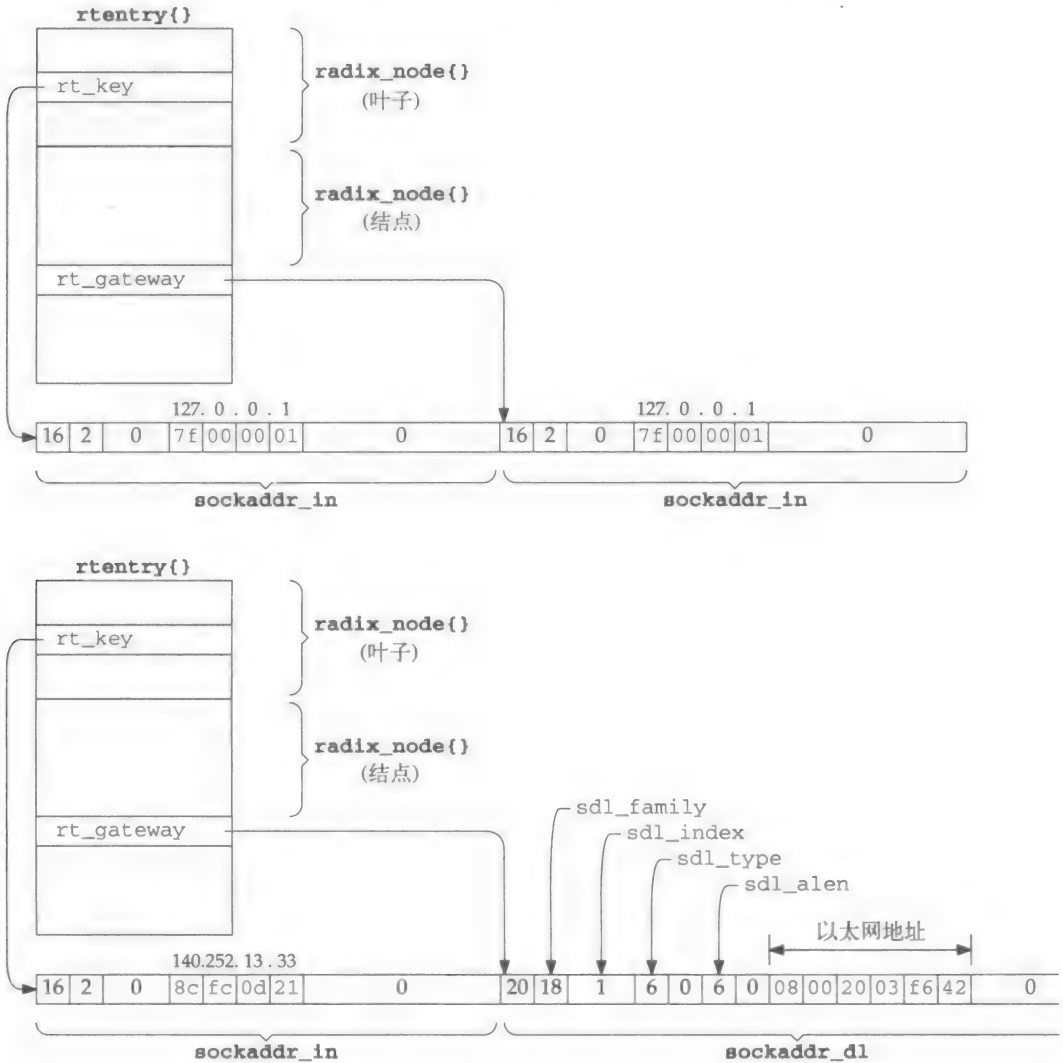 rtentry{}
radix_node{}
rt_key
(叶子)
radix_node{}
(结点)
rt_gateway
127. 0 . 0 . 1
127. 0 . 0 . 1
16 2 0 7f 00 00 01 0 16 2 0 7f 00 00 01 0
sockaddr_in
sockaddr_in
rtentry{}
radix_node{}
rt_key
(叶子)
radix_node{}
(结点)
sdl_family
rt_gateway
sdl_index
sdl_type
sdl_alen
以太网地址
140.252. 13 . 33
16 2 0 8c fc 0d 21 0 20 18 1 6 0 6 0 08 00 20 03 f6 42 0
sockaddr_in
sockaddr_dl